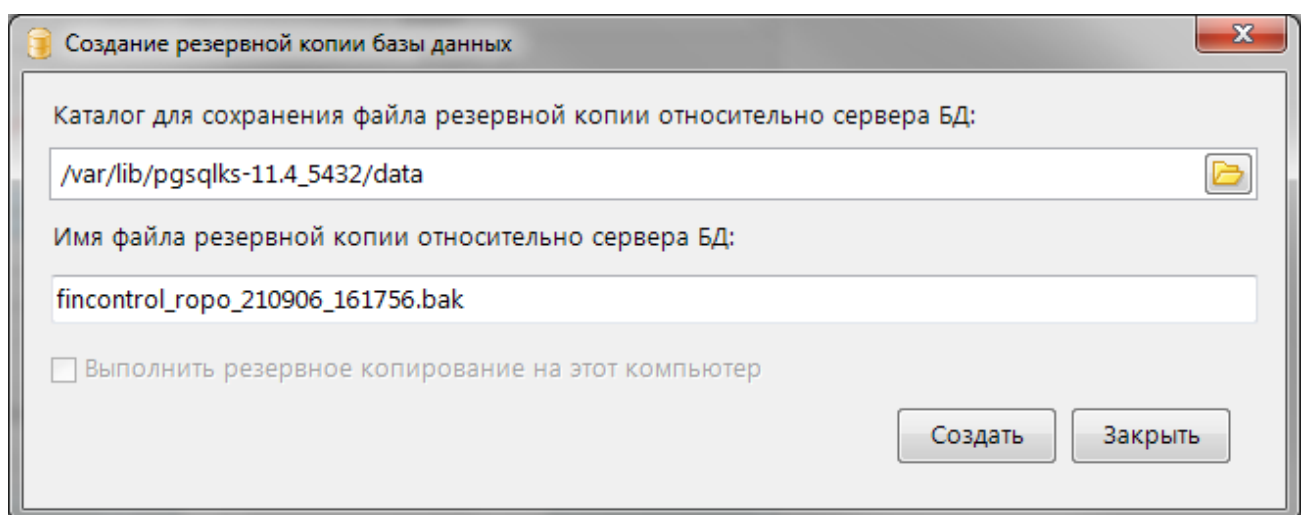 Создание резервной копии базы данных
Каталог для сохранения файла резервной копии относительно сервера БД:
/var/lib/pgsqlks-11.4_5432/data
Имя файла резервной копии относительно сервера БД:
fincontrol_ropo_210906_161756.bak
Выполнить резервное копирование на этот компьютер
Создать Закрыть